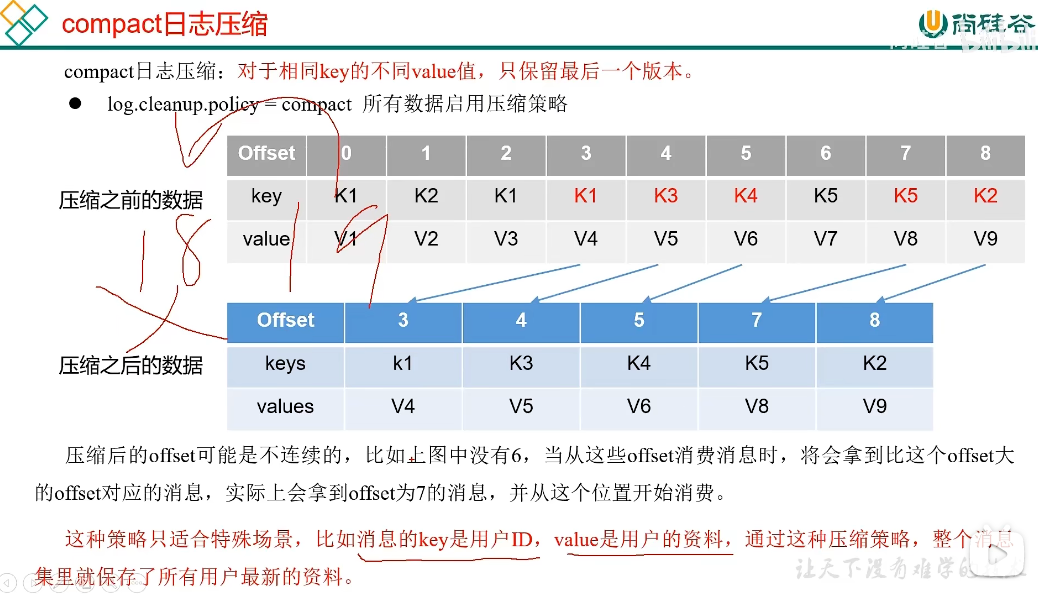 compact日志压缩
尚硅谷
compact日志压缩：对于相同key的不同value值，只保留最后一个版本。
● log.cleanup.policy = compact 所有数据启用压缩策略
压缩之前的数据
Offset 0 1 2 3 4 5 6 7 8
key K1 K2 K1 K1 K3 K4 K5 K5 K2
value V1 V2 V3 V4 V5 V6 V7 V8 V9
18
19
压缩之后的数据
Offset 3 4 5 7 8
keys k1 K3 K4 K5 K2
values V4 V5 V6 V8 V9
压缩后的offset可能是不连续的，比如上图中没有6，当从这些offset消费消息时，将会拿到比这个offset大
的offset对应的消息，实际上会拿到offset为7的消息，并从这个位置开始消费。
这种策略只适合特殊场景，比如消息的key是用户ID，value是用户的资料，通过这种压缩策略，整个消息
集里就保存了所有用户最新的资料。
让天下没有难学的